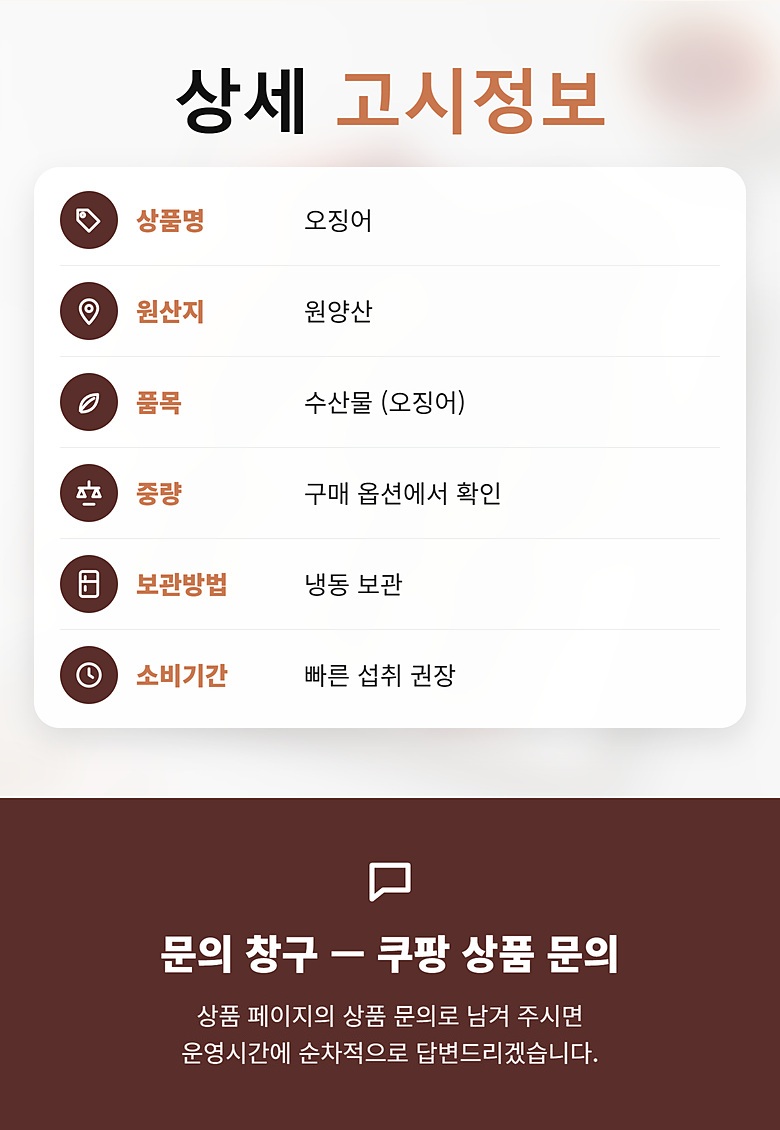 상세 고시정보
상품명 오징어
원산지 원양산
품목 수산물 (오징어)
중량 구매 옵션에서 확인
보관방법 냉동 보관
소비기간 빠른 섭취 권장
문의 창구 — 쿠팡 상품 문의
상품 페이지의 상품 문의로 남겨 주시면
운영시간에 순차적으로 답변드리겠습니다.